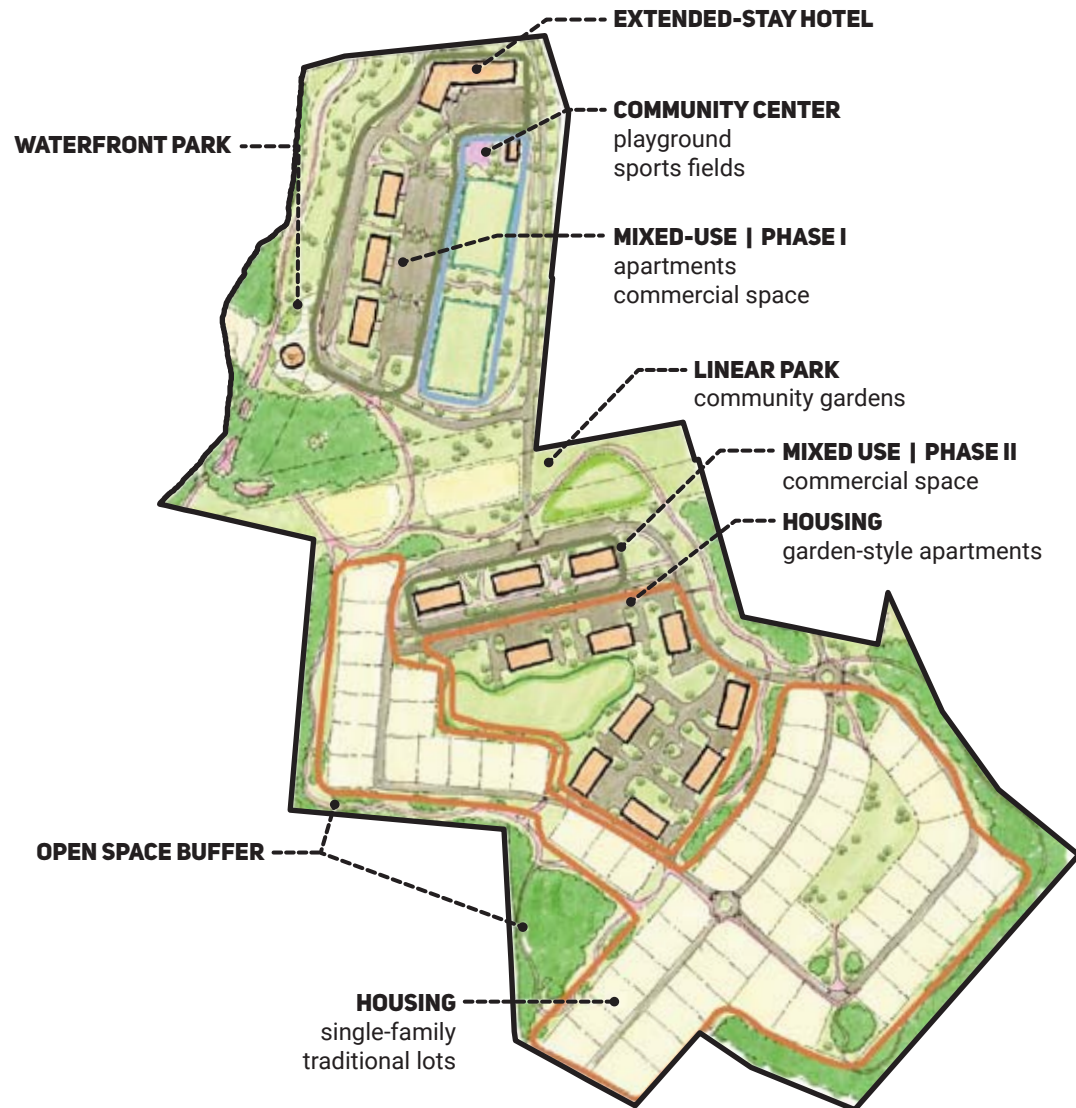 EXTENDED-STAY HOTEL
COMMUNITY CENTER
playground
sports fields
WATERFRONT PARK
MIXED-USE | PHASE I
apartments
commercial space
LINEAR PARK
community gardens
MIXED USE | PHASE II
commercial space
HOUSING
garden-style apartments
OPEN SPACE BUFFER
HOUSING
single-family
traditional lots